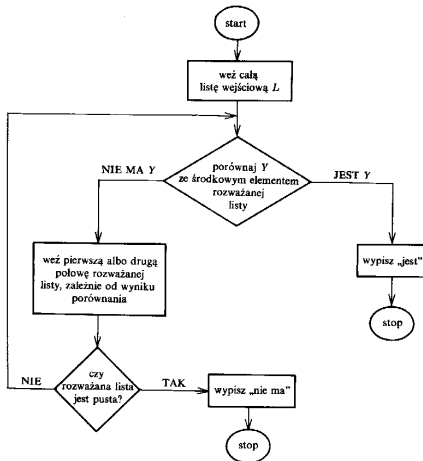 start
weź całą
listę wejściową L
porównaj Y
ze środkowym elementem
rozważanej
listy
NIE MA Y
JEST Y
weź pierwszą albo drugą
połowę rozważanej
listy, zależnie od wyniku
porównania
wypisz „jest”
stop
czy
rozważana lista
jest pusta?
NIE
TAK
wypisz „nie ma”
stop